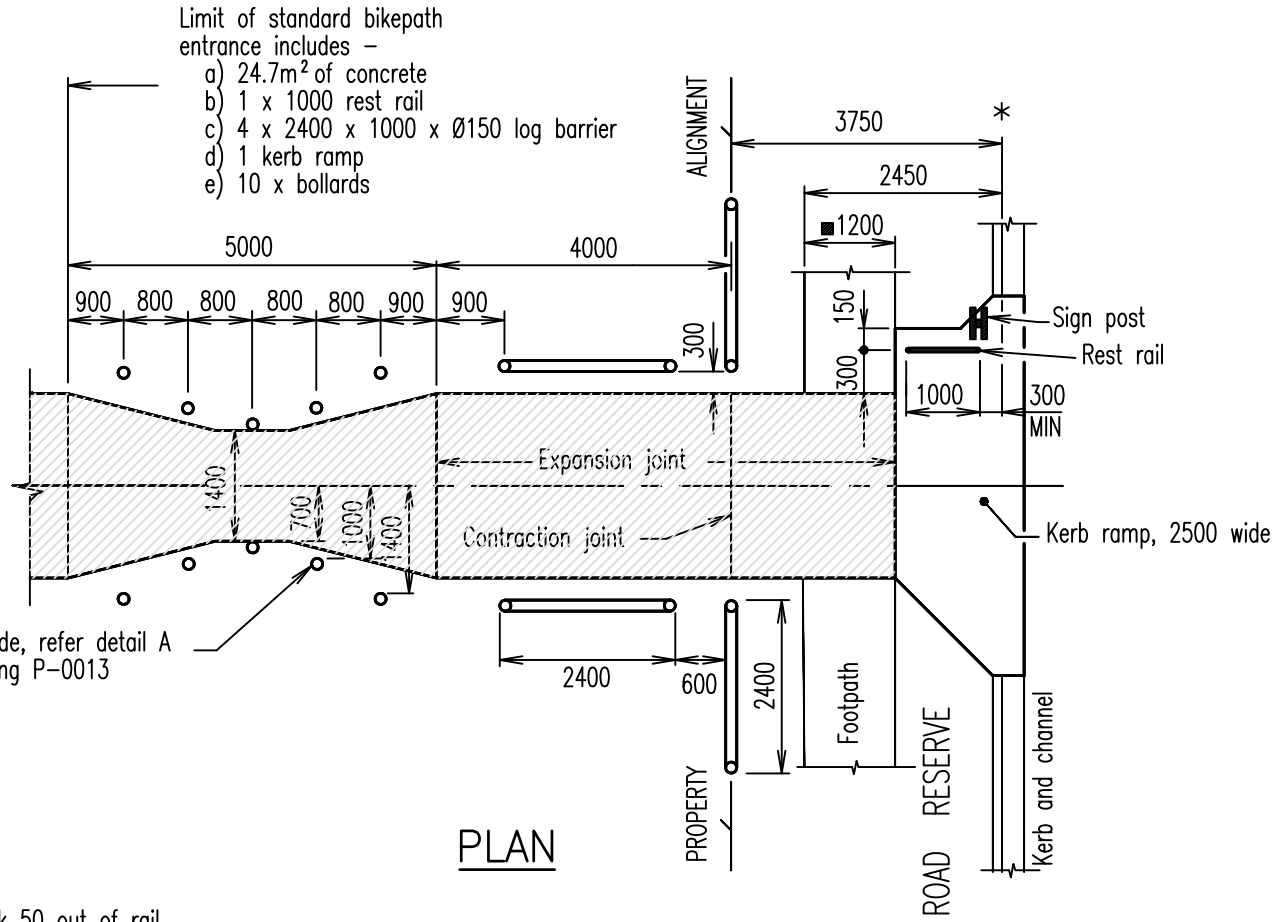 Limit of standard bikepath
entrance includes –
a) 24.7m² of concrete
b) 1 x 1000 rest rail
c) 4 x 2400 x 1000 x Ø150 log barrier
d) 1 kerb ramp
e) 10 x bollards
ALIGNMENT
*
3750
2450
1200
5000
4000
900
800
800
800
800
900
900
300
150
300
Sign post
Rest rail
1000
300
MIN
Expansion joint
1400
700
1000
1400
Contraction joint
Kerb ramp, 2500 wide
de, refer detail A
ng P-0013
2400
600
2400
Footpath
PROPERTY
ROAD RESERVE
Kerb and channel
PLAN
k 50 out of rail